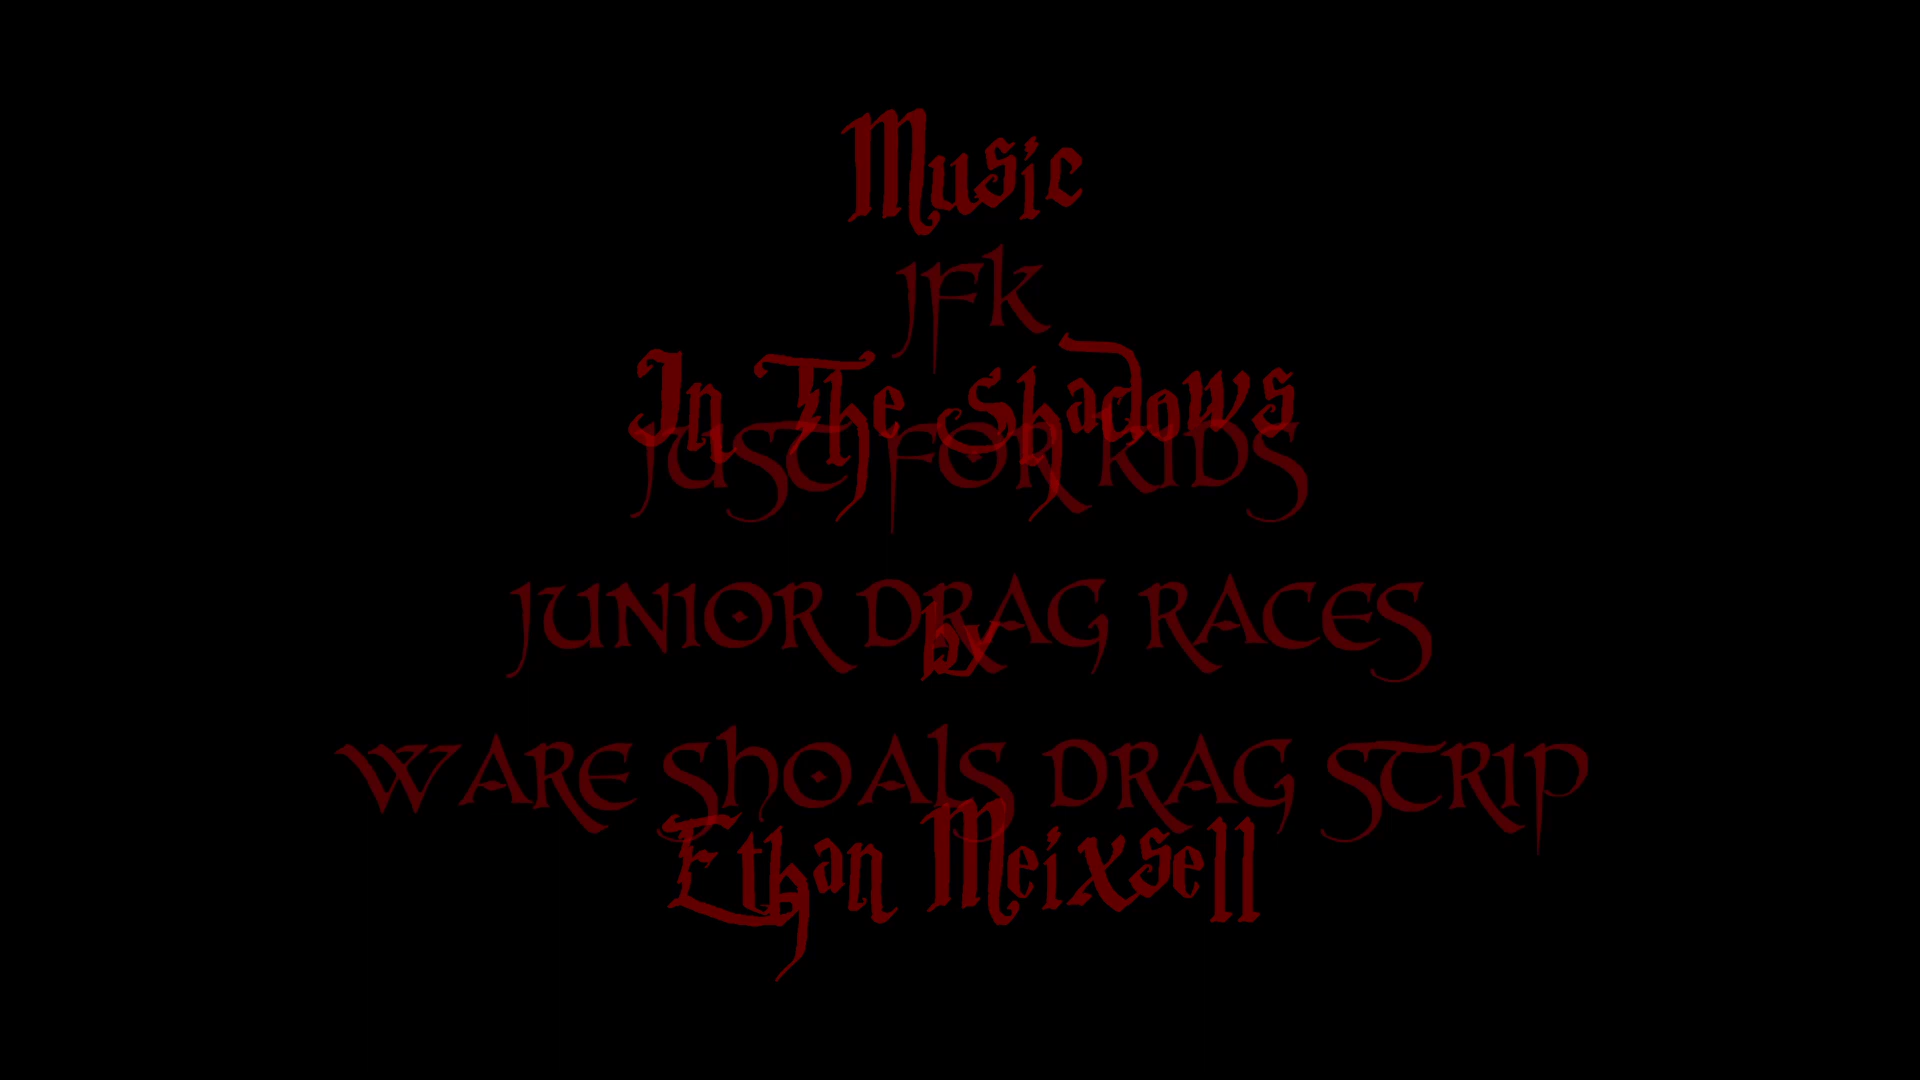 Music
JFK
In The Shadows
JUST FOR KIDS
JUNIOR DRAG RACES
by
WARE ShOAlS DRAG STRIP
Ethan Meixsell